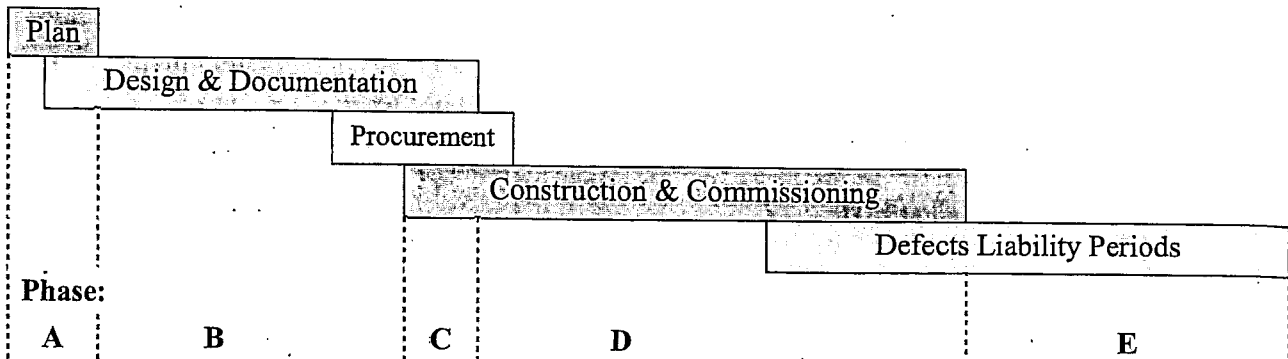 Plan
Design & Documentation
Procurement
Construction & Commissioning
Defects Liability Periods
Phase:
A B C D E